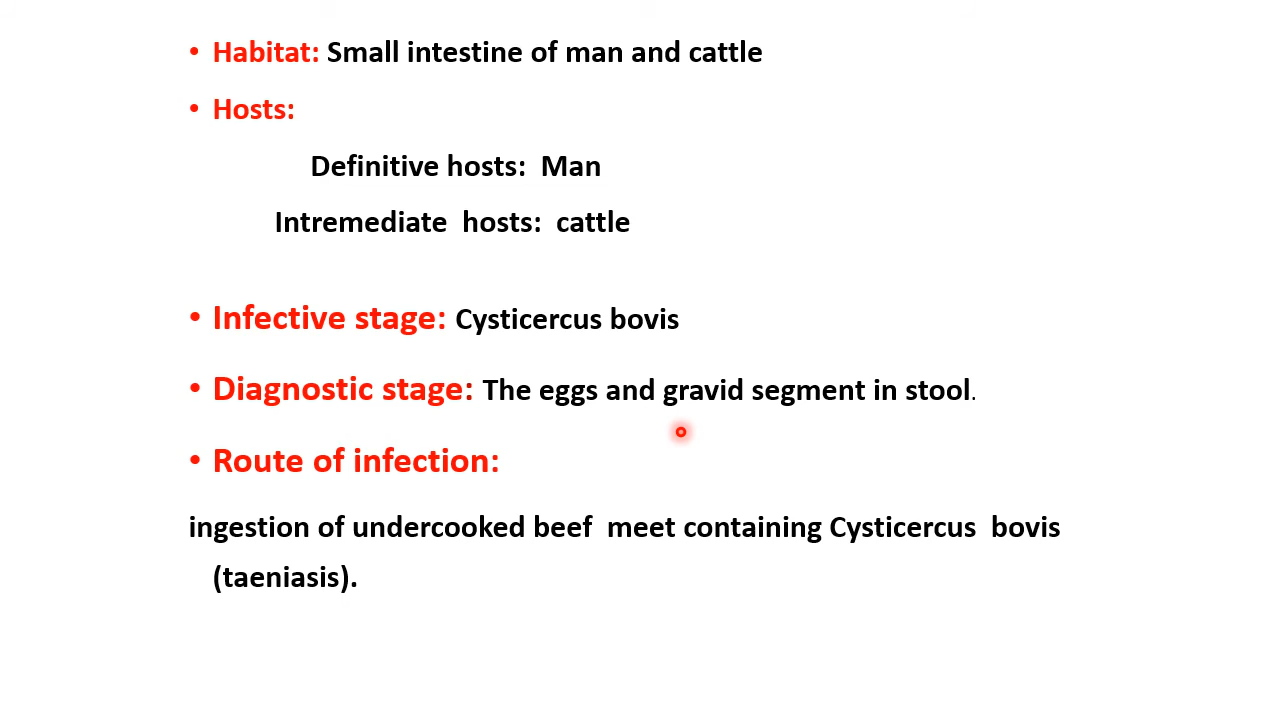 • Habitat: Small intestine of man and cattle
• Hosts:
Definitive hosts:  Man
Intremediate  hosts:  cattle
• Infective stage: Cysticercus bovis
• Diagnostic stage: The eggs and gravid segment in stool.
• Route of infection:
ingestion of undercooked beef  meet containing Cysticercus  bovis
(taeniasis).